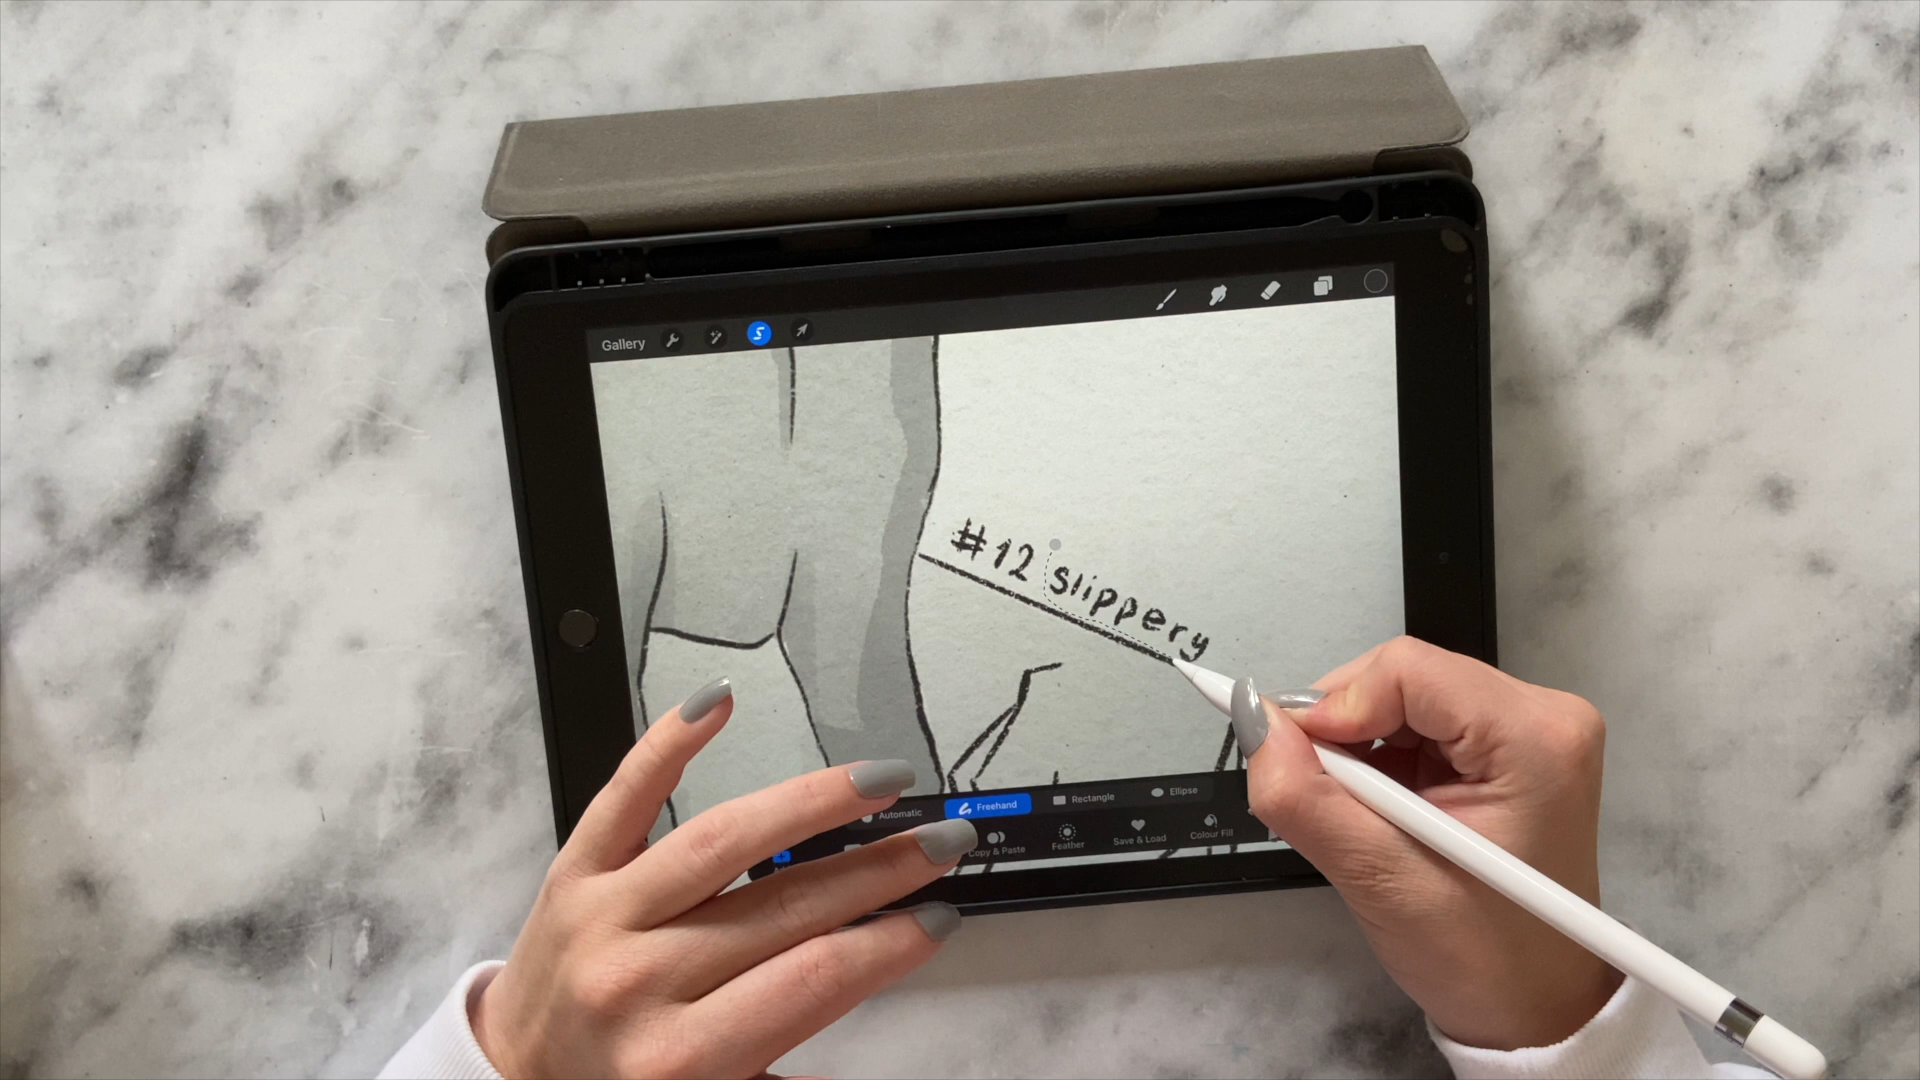 Gallery
#12 slippery
Automatic Freehand Rectangle Ellipse
Copy & Paste Feather Save & Load Colour Fill